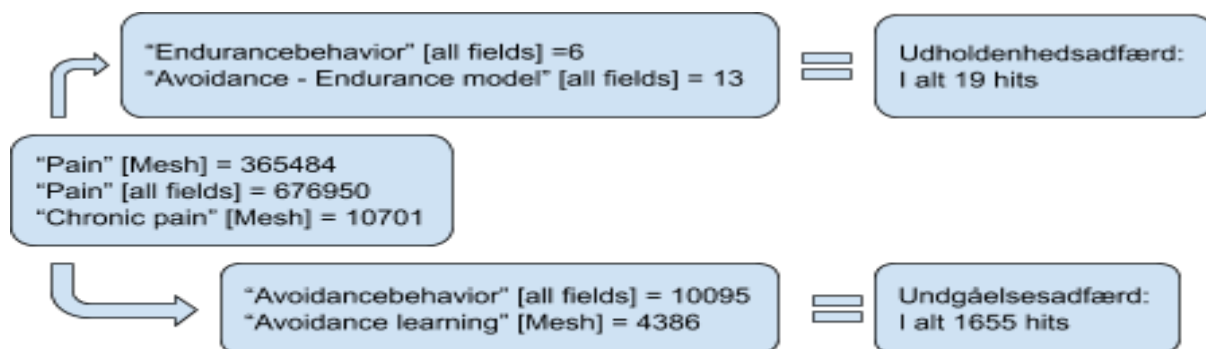 “Endurancebehavior” [all fields] =6
“Avoidance - Endurance model” [all fields] = 13
Udholdenhedsadfærd:
I alt 19 hits
“Pain” [Mesh] = 365484
“Pain” [all fields] = 676950
“Chronic pain” [Mesh] = 10701
“Avoidancebehavior” [all fields] = 10095
“Avoidance learning” [Mesh] = 4386
Undgåelsesadfærd:
I alt 1655 hits